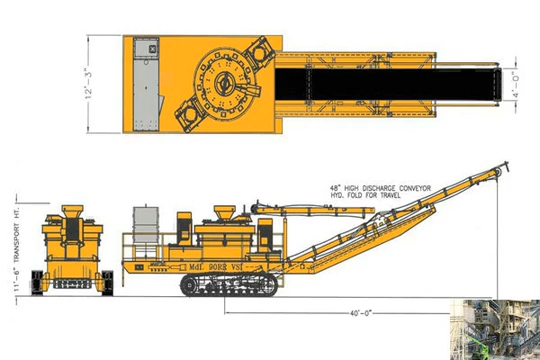 12'-3"
4'-0"
48" HIGH DISCHARGE CONVEYOR
HYD. FOLD FOR TRAVEL
11'-6" TRANSPORT HT.
MdL 90RH VSI
40'-0"